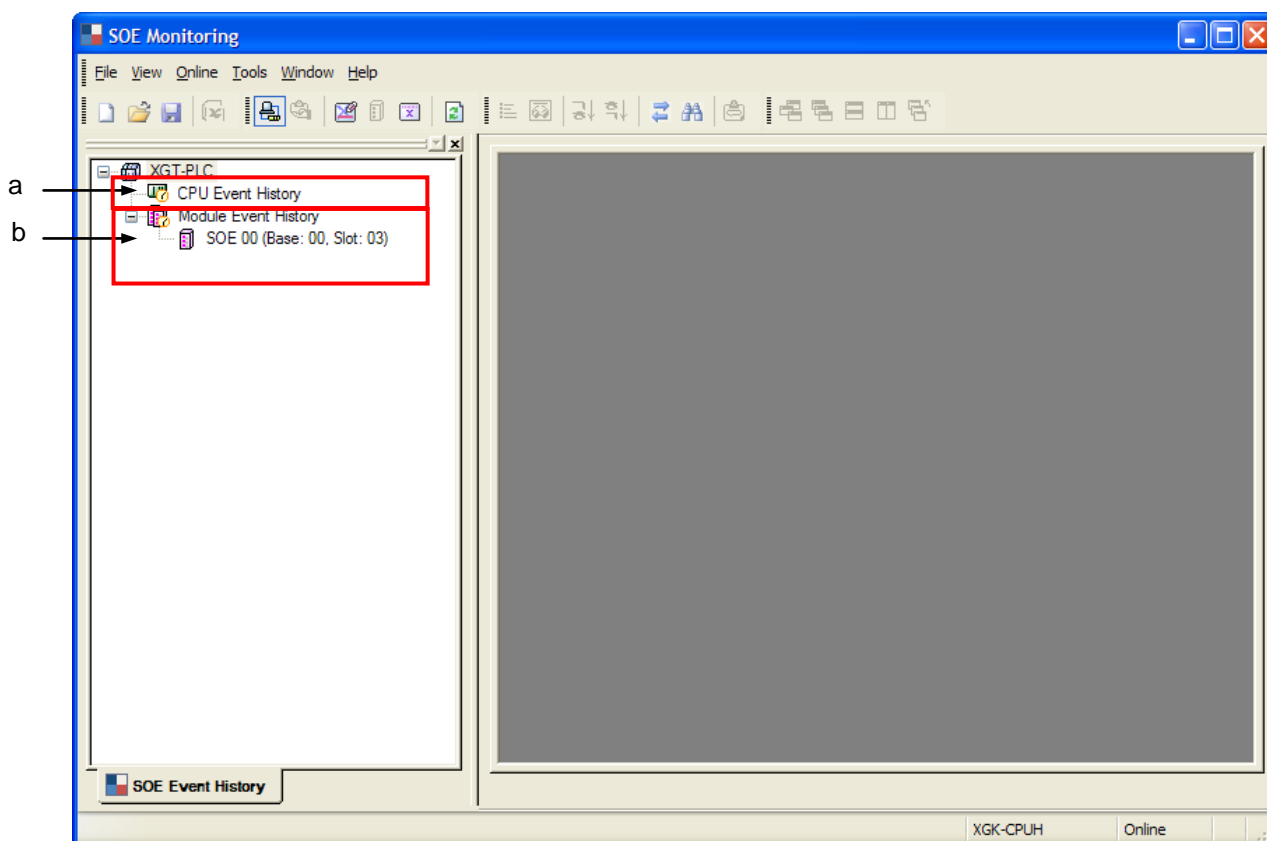 SOE Monitoring
File View Online Tools Window Help
XGT-PLC
a
CPU Event History
Module Event History
b
SOE 00 (Base: 00, Slot: 03)
SOE Event History
XGK-CPUH Online